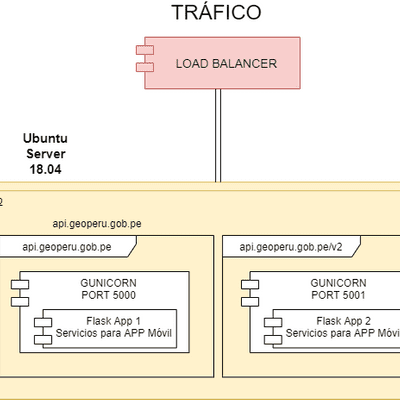 TRÁFICO
LOAD BALANCER
Ubuntu
Server
18.04
api.geoperu.gob.pe
api.geoperu.gob.pe
api.geoperu.gob.pe/v2
GUNICORN
PORT 5000
GUNICORN
PORT 5001
Flask App 1
Servicios para APP Móvil
Flask App 2
Servicios para APP Móvi